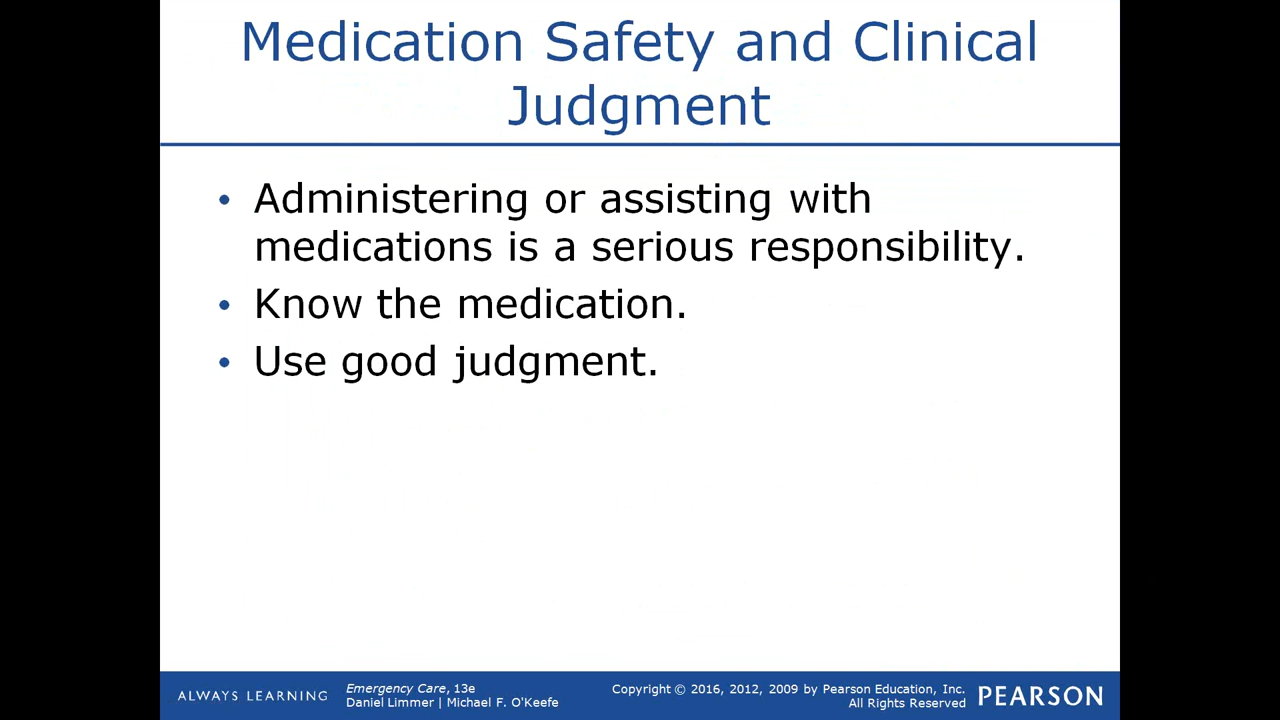 Medication Safety and Clinical
Judgment
• Administering or assisting with
medications is a serious responsibility.
• Know the medication.
• Use good judgment.
ALWAYS LEARNING
Emergency Care, 13e
Daniel Limmer | Michael F. O'Keefe
Copyright © 2016, 2012, 2009 by Pearson Education, Inc.
All Rights Reserved
PEARSON